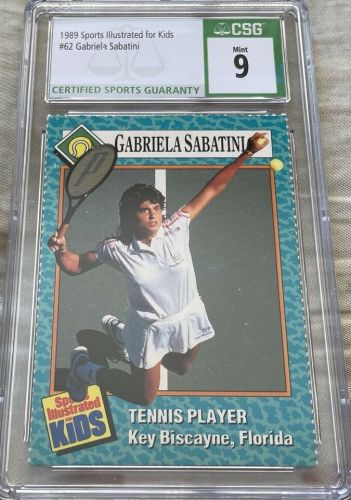 1989 Sports Illustrated for Kids
#62 Gabriela Sabatini
CERTIFIED SPORTS GUARANTY
CSG
Mint
9
GABRIELA SABATINI
Sports
Illustrated
FOR
KiDS
TENNIS PLAYER
Key Biscayne, Florida